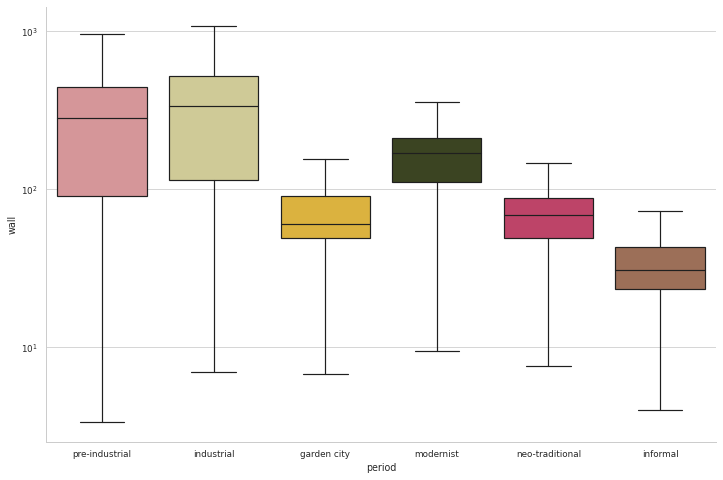 10³
10²
10¹
wall
pre-industrial industrial garden city modernist neo-traditional informal
period